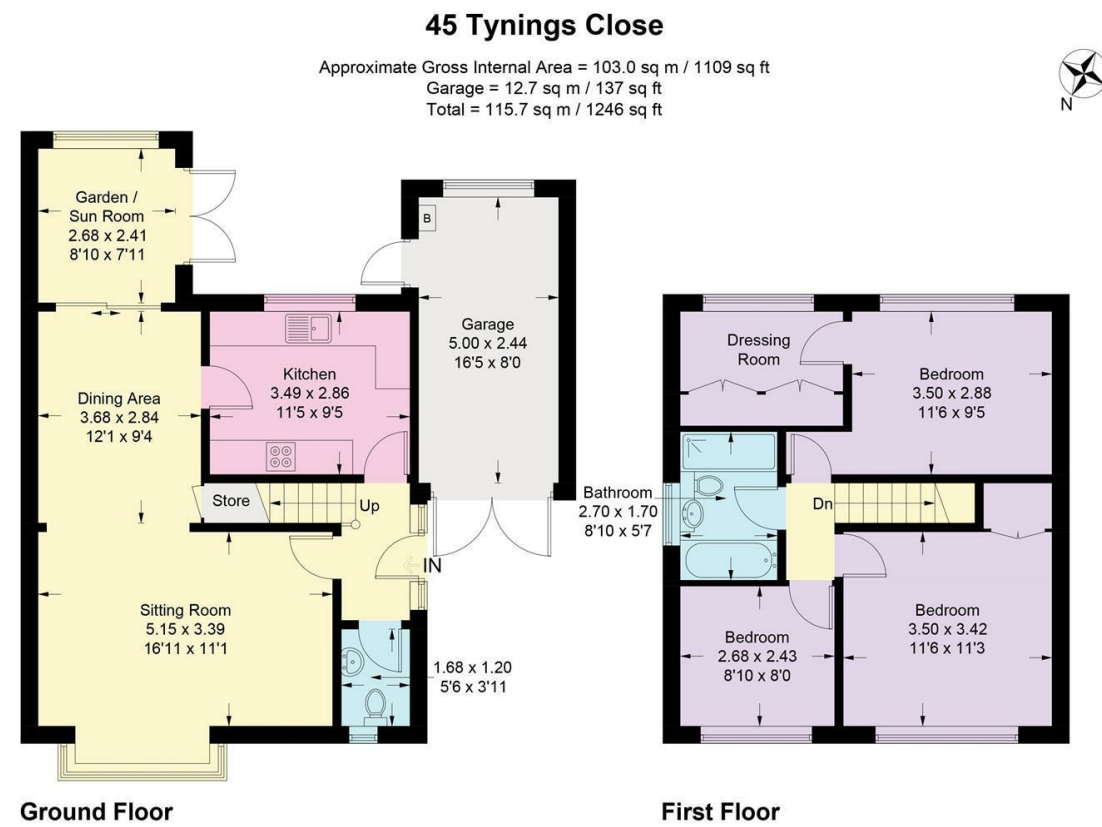 45 Tynings Close
Approximate Gross Internal Area = 103.0 sq m / 1109 sq ft
Garage = 12.7 sq m / 137 sq ft
Total = 115.7 sq m / 1246 sq ft
N
Garden /
Sun Room
2.68 x 2.41
8'10 x 7'11
B
Garage
5.00 x 2.44
16'5 x 8'0
Kitchen
3.49 x 2.86
11'5 x 9'5
Dining Area
3.68 x 2.84
12'1 x 9'4
Store
Up
IN
Sitting Room
5.15 x 3.39
16'11 x 11'1
1.68 x 1.20
5'6 x 3'11
Ground Floor
Dressing
Room
Bedroom
3.50 x 2.88
11'6 x 9'5
Bathroom
2.70 x 1.70
8'10 x 5'7
Dn
Bedroom
3.50 x 3.42
11'6 x 11'3
Bedroom
2.68 x 2.43
8'10 x 8'0
First Floor